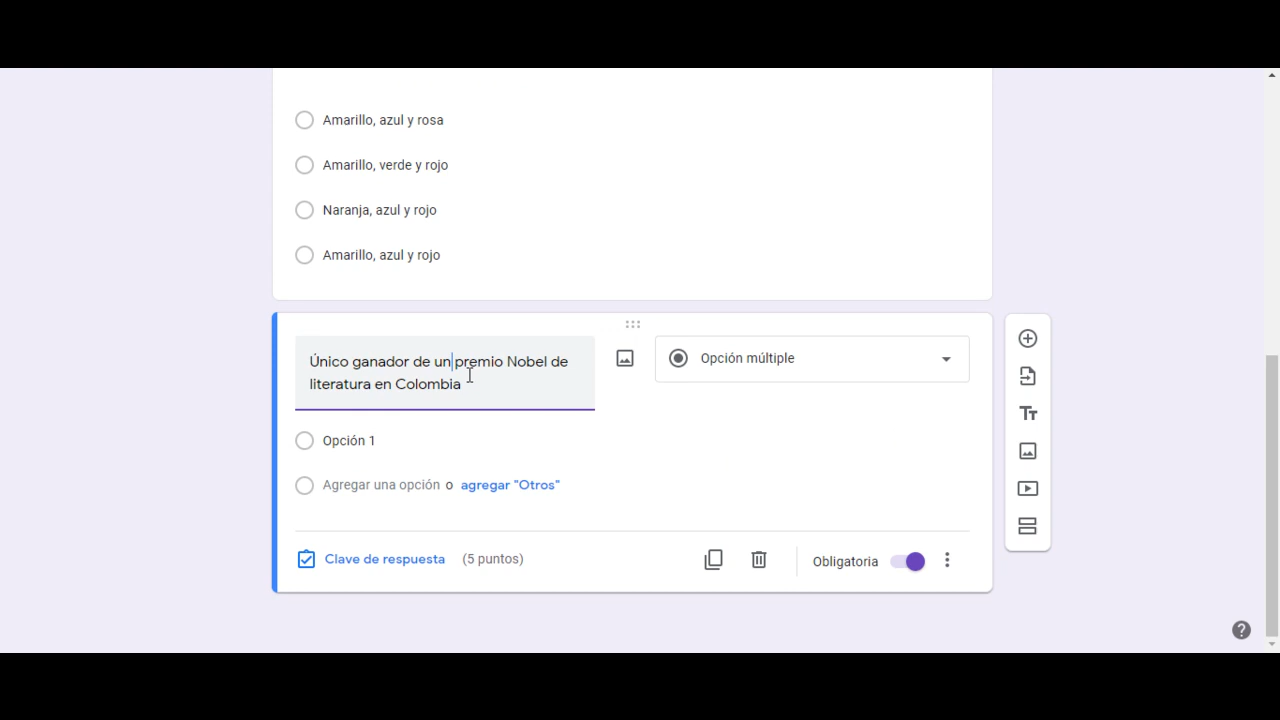 Amarillo, azul y rosa
Amarillo, verde y rojo
Naranja, azul y rojo
Amarillo, azul y rojo
Único ganador de un premio Nobel de
literatura en Colombia
Opción múltiple
Opción 1
Agregar una opción o agregar "Otros"
Clave de respuesta (5 puntos)
Obligatoria